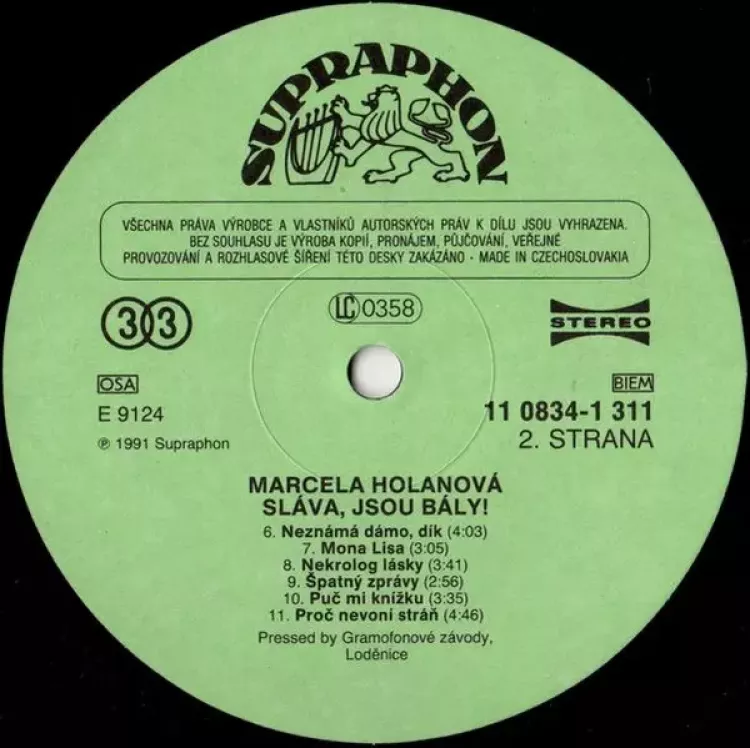 SUPRAPHON
VŠECHNA PRÁVA VÝROBCE A VLASTNÍKŮ AUTORSKÝCH PRÁV K DÍLU JSOU VYHRAZENA.
BEZ SOUHLASU JE VÝROBA KOPIÍ, PRONÁJEM, PŮJČOVÁNÍ, VEŘEJNÉ
PROVOZOVÁNÍ A ROZHLASOVÉ ŠÍŘENÍ TÉTO DESKY ZAKÁZÁNO - MADE IN CZECHOSLOVAKIA
33
LC 0358
STEREO
OSA
BIEM
E 9124
11 0834-1 311
℗ 1991 Supraphon
2. STRANA
MARCELA HOLANOVÁ
SLÁVA, JSOU BÁLY!
6. Neznámá dámo, dík (4:03)
7. Mona Lisa (3:05)
8. Nekrolog lásky (3:41)
9. Špatný zprávy (2:56)
10. Puč mi knížku (3:35)
11. Proč nevoní stráň (4:46)
Pressed by Gramofonové závody,
Loděnice